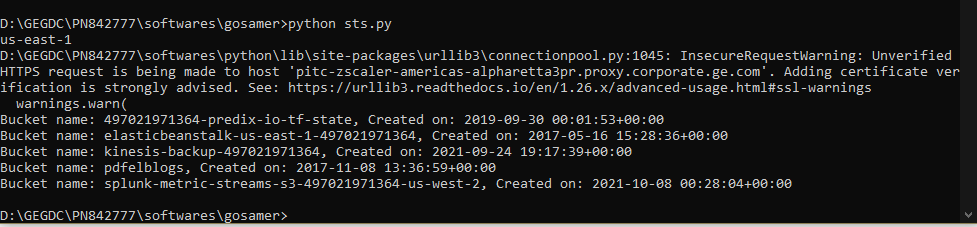 D:\GEGDC\PN842777\softwares\gosamer>python sts.py
us-east-1
D:\GEGDC\PN842777\softwares\python\lib\site-packages\urllib3\connectionpool.py:1045: InsecureRequestWarning: Unverified
HTTPS request is being made to host 'pitc-zscaler-americas-alpharetta3pr.proxy.corporate.ge.com'. Adding certificate ver
ification is strongly advised. See: https://urllib3.readthedocs.io/en/1.26.x/advanced-usage.html#ssl-warnings
  warnings.warn(
Bucket name: 497021971364-predix-io-tf-state, Created on: 2019-09-30 00:01:53+00:00
Bucket name: elasticbeanstalk-us-east-1-497021971364, Created on: 2017-05-16 15:28:36+00:00
Bucket name: kinesis-backup-497021971364, Created on: 2021-09-24 19:17:39+00:00
Bucket name: pdfelblogs, Created on: 2017-11-08 13:36:59+00:00
Bucket name: splunk-metric-streams-s3-497021971364-us-west-2, Created on: 2021-10-08 00:28:04+00:00
D:\GEGDC\PN842777\softwares\gosamer>